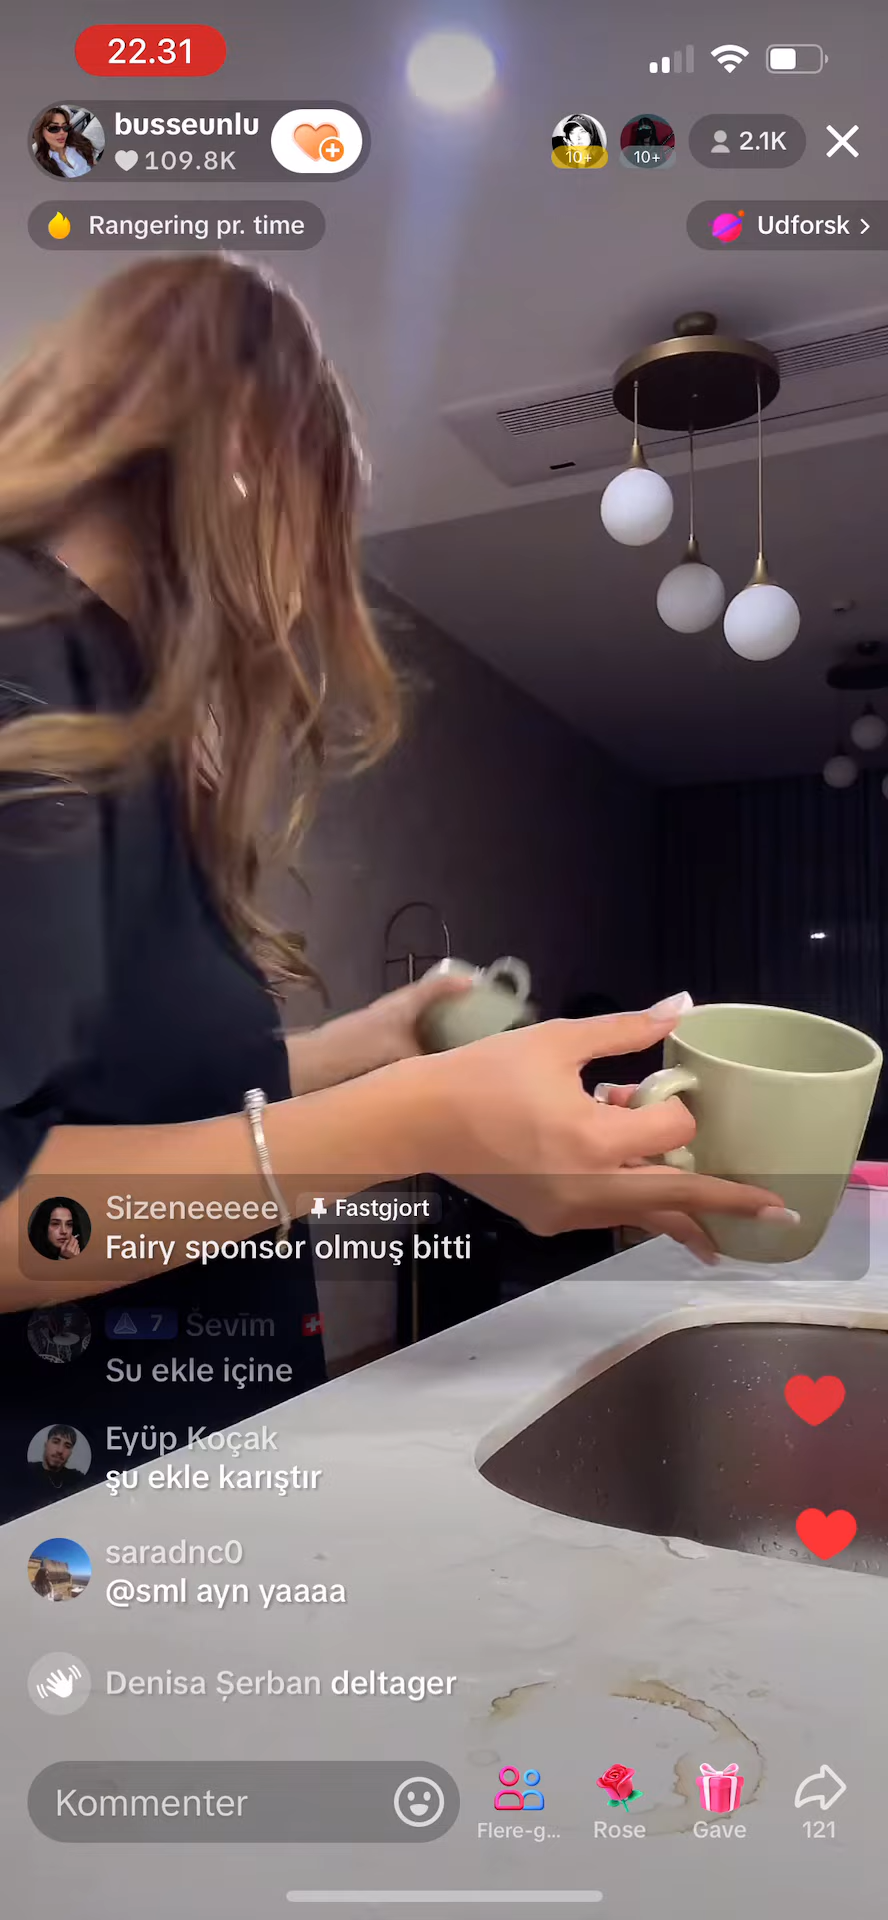 22.31
busseunlu
109.8K
10+
10+
2.1K
Rangering pr. time
Udforsk >
Sizeneeeee Fastgjort
Fairy sponsor olmuş bitti
7 Ševīm
Su ekle içine
Eyüp Koçak
şu ekle karıştır
saradnc0
@sml ayn yaaaa
Denisa Șerban deltager
Kommenter
Flere-g...
Rose
Gave
121